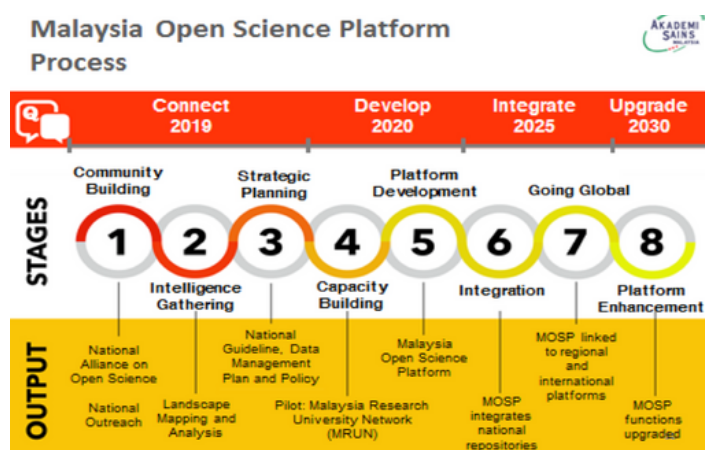 Malaysia Open Science Platform
Process
AKADEMI
SAINS
MALAYSIA
Q
Connect
2019
Develop
2020
Integrate
2025
Upgrade
2030
STAGES
Community
Building
Strategic
Planning
Platform
Development
Going Global
1 2 3 4 5 6 7 8
Intelligence
Gathering
Capacity
Building
Integration
Platform
Enhancement
OUTPUT
National
Alliance on
Open Science
National
Outreach
Landscape
Mapping and
Analysis
National
Guideline, Data
Management
Plan and Policy
Pilot: Malaysia Research
University Network
(MRUN)
Malaysia
Open Science
Platform
MOSP
integrates
national
repositories
MOSP linked
to regional
and
international
platforms
MOSP
functions
upgraded